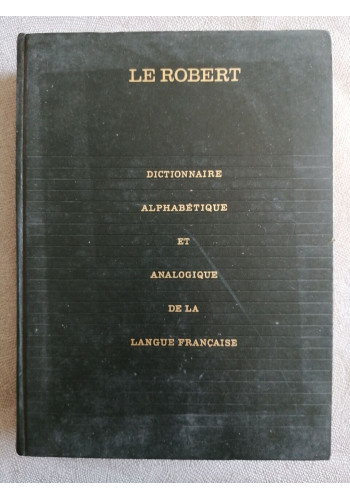 LE ROBERT
DICTIONNAIRE
ALPHABÉTIQUE
ET
ANALOGIQUE
DE LA
LANGUE FRANÇAISE